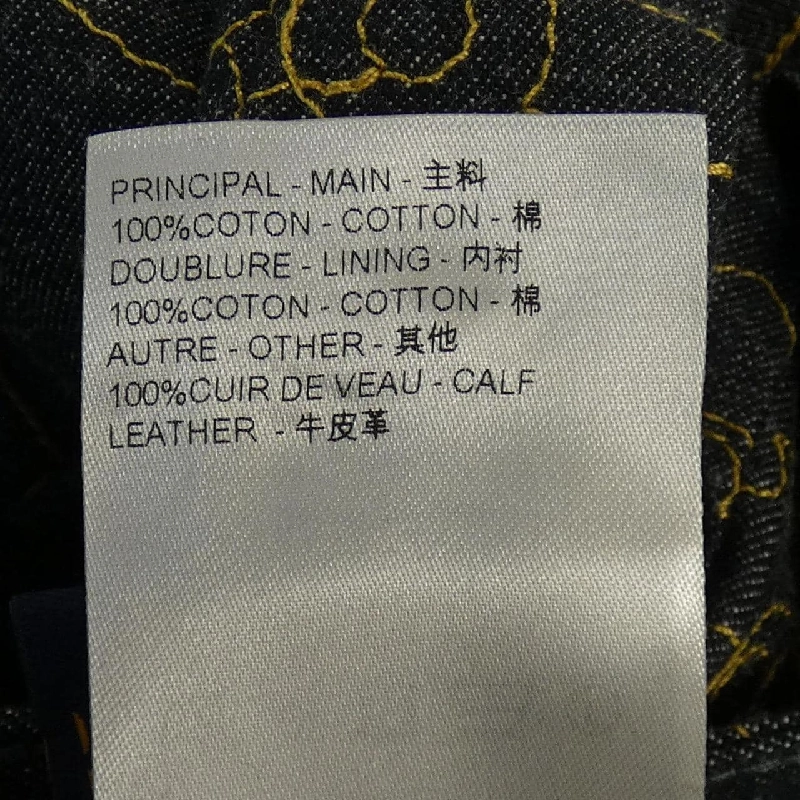 PRINCIPAL - MAIN - 主料
100%COTON - COTTON - 棉
DOUBLURE - LINING - 内衬
100%COTON - COTTON - 棉
AUTRE - OTHER - 其他
100%CUIR DE VEAU - CALF
LEATHER - 牛皮革